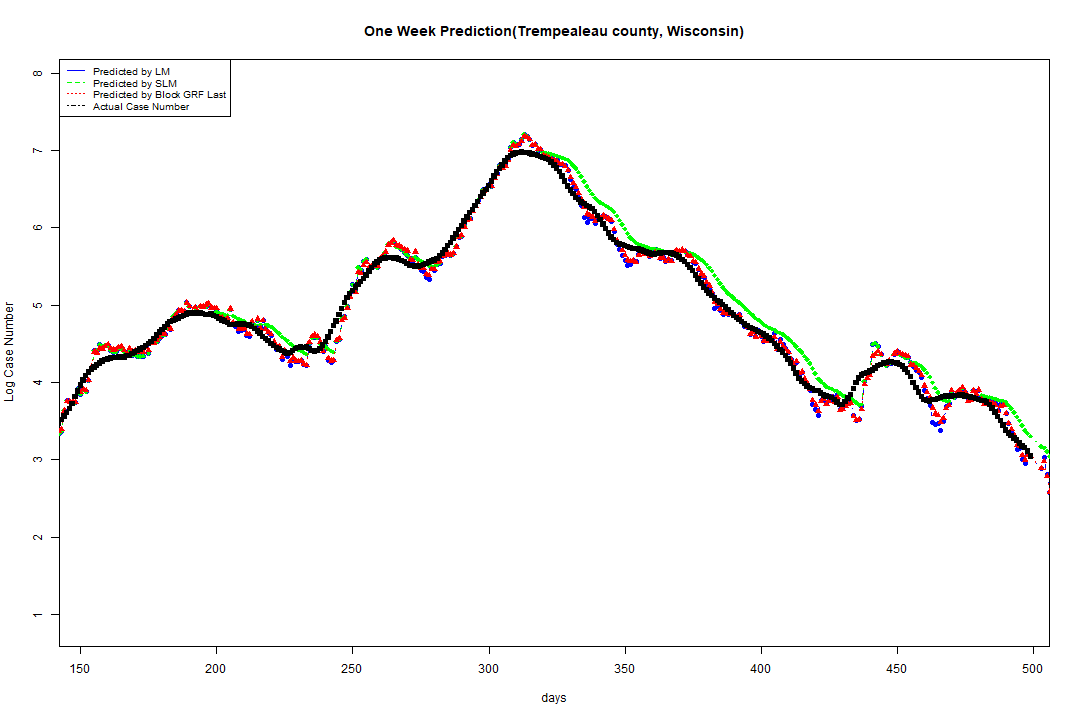 One Week Prediction(Trempealeau county, Wisconsin)
Predicted by LM
Predicted by SLM
Predicted by Block GRF Last
Actual Case Number
8
7
6
5
4
3
2
1
Log Case Number
150 200 250 300 350 400 450 500
days